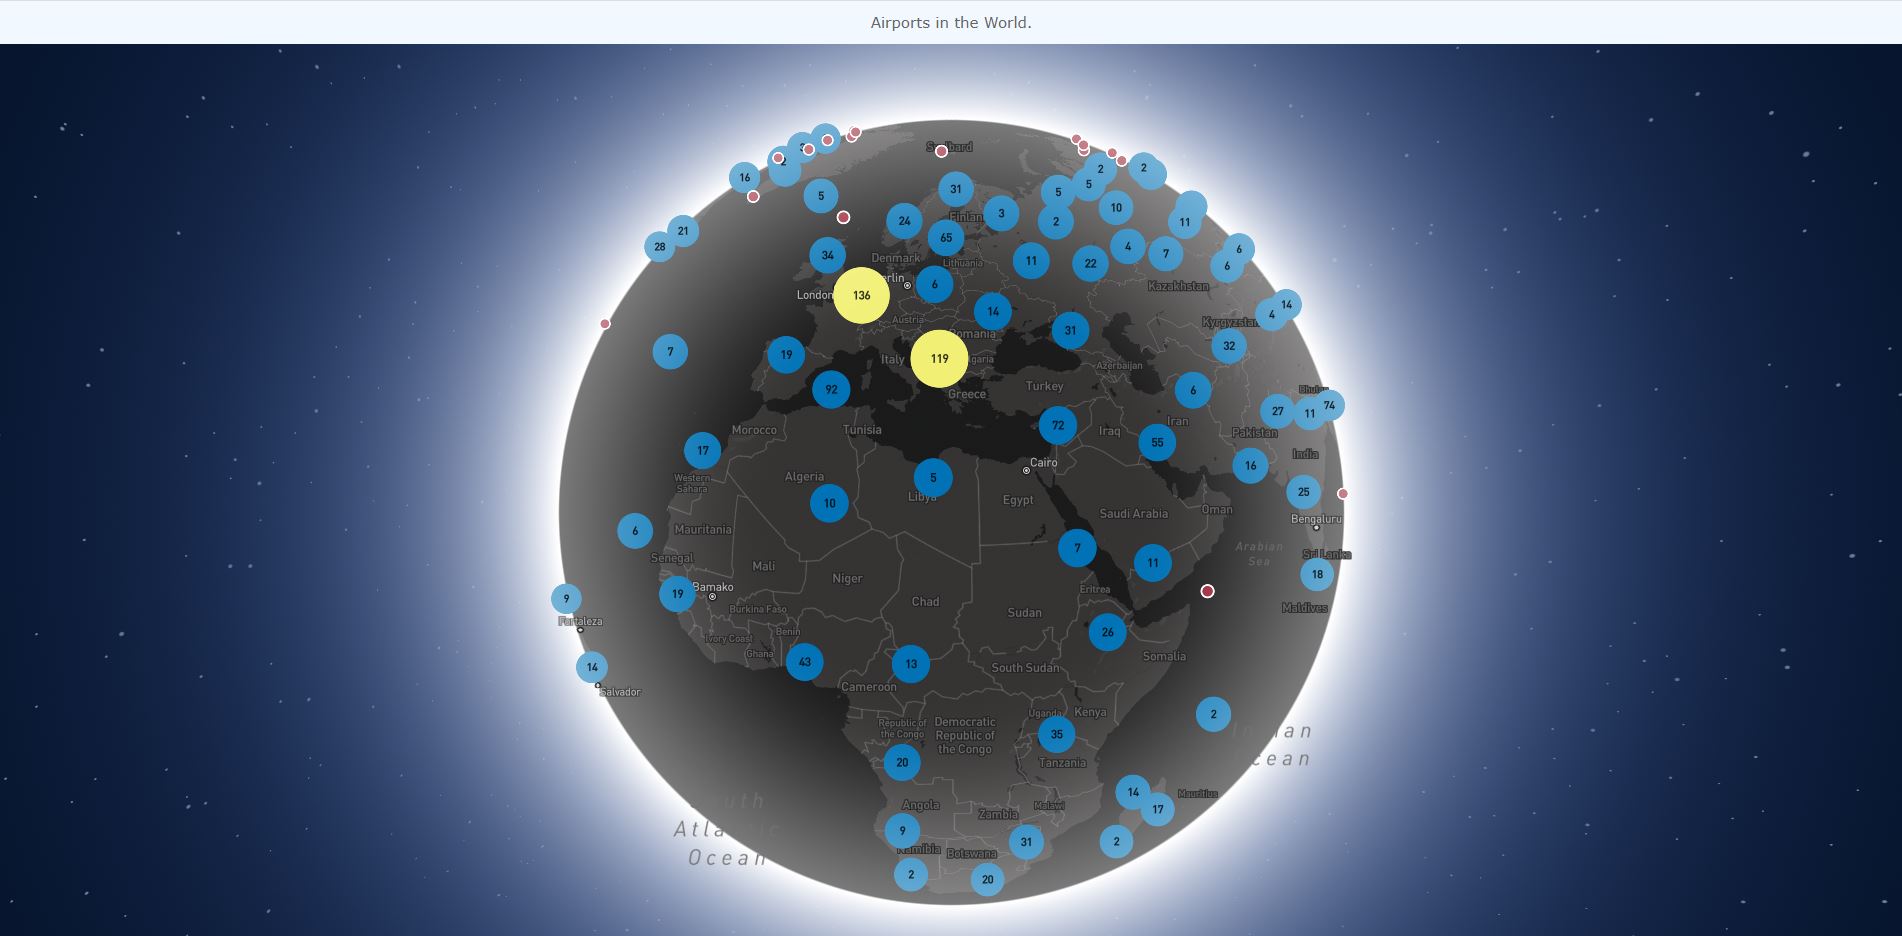 Airports in the World.
2
3
2
16
5
31
5
5
2
2
10
24
Finlan
3
2
11
21
28
65
34
Denmark
Lithuania
11
22
4
7
6
6
Kazakhstan
erlin
6
London
136
14
Austria
Romania
31
14
4
Kyrgyzstan
32
7
19
Italy
119
lgaria
Azerbaijan
92
Greece
Turkey
6
Bhutan
27
11
74
Morocco
Tunisia
72
Iraq
Iran
55
Pakistan
17
Cairo
16
India
Western
Sahara
Algeria
5
Libya
Egypt
25
10
Saudi Arabia
Oman
Bengaluru
6
Mauritania
7
Arabian
Sea
Senegal
Mali
Niger
11
Sri Lanka
18
19
Bamako
Chad
Eritrea
9
Burkina Faso
Sudan
Maldives
Fortaleza
Ivory Coast
Benin
26
Ghana
43
13
South Sudan
Somalia
14
Salvador
Cameroon
Republic of
the Congo
Democratic
Republic of
the Congo
Uganda
Kenya
35
2
Indian
Ocean
20
Tanzania
14
17
Mauritius
South
Atlantic
Ocean
Angola
Zambia
Malawi
9
Namibia
Botswana
31
2
2
20